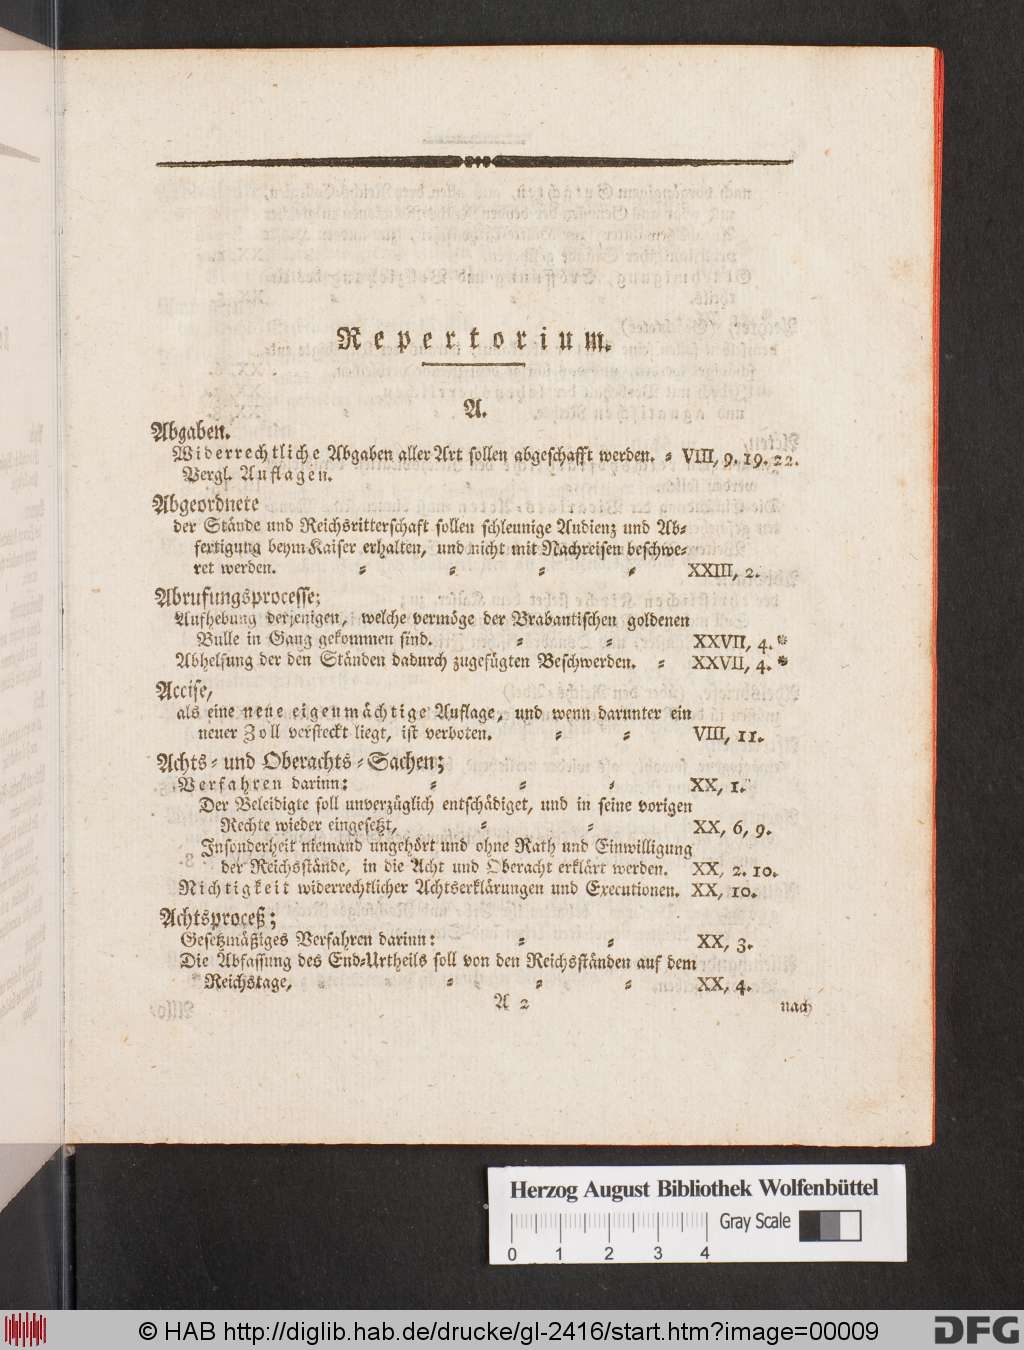 Repertorium.
A.
Abgaben.
Widerrechtliche Abgaben aller Art sollen abgeschafft werden. = VIII, 9. 19. 22.
Vergl. Auflagen.
Abgeordnete
der Stände und Reichsritterschaft sollen schleunige Audienz und Ab=
fertigung beym Kaiser erhalten, und nicht mit Nachreisen beschwe=
ret werden. = = = = XXIII, 2.
Abrufungsprocesse;
Aufhebung derjenigen, welche vermöge der Brabantischen goldenen
Bulle in Gang gekommen sind. = = XXVII, 4.*
Abhelfung der den Ständen dadurch zugefügten Beschwerden. = XXVII, 4.*
Accise,
als eine neue eigenmächtige Auflage, und wenn darunter ein
neuer Zoll versteckt liegt, ist verboten. = = VIII, 11.
Achts= und Oberachts=Sachen;
Verfahren darinn: = = = XX, 1.
Der Beleidigte soll unverzüglich entschädiget, und in seine vorigen
Rechte wieder eingesetzt, = = XX, 6, 9.
Insonderheit niemand ungehört und ohne Rath und Einwilligung
der Reichsstände, in die Acht und Oberacht erklärt werden. XX, 2. 10.
Nichtigkeit widerrechtlicher Achtserklärungen und Executionen. XX, 10.
Achtsproceß;
Gesetzmäßiges Verfahren darinn: = = XX, 3.
Die Abfassung des End=Urtheils soll von den Reichsständen auf dem
Reichstage, = = = XX, 4.
A 2 nach
Herzog August Bibliothek Wolfenbüttel
Gray Scale
0 1 2 3 4
© HAB http://diglib.hab.de/drucke/gl-2416/start.htm?image=00009
DFG